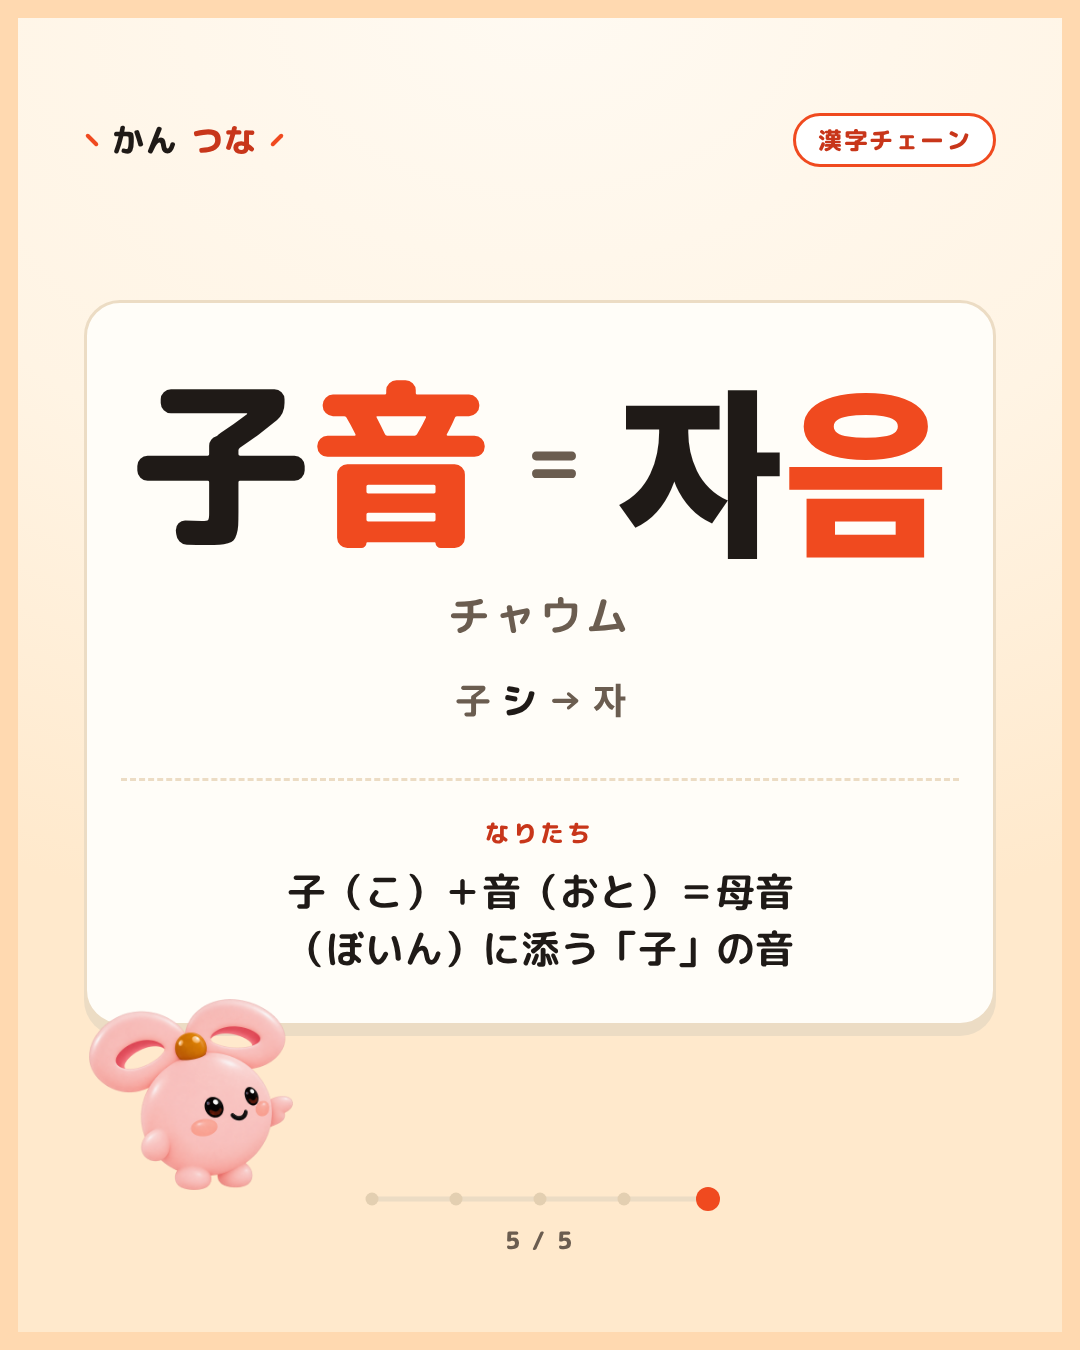 かん つな
漢字チェーン
子音 = 자음
チャウム
子 シ → 자
なりたち
子（こ）＋音（おと）＝母音
（ぼいん）に添う「子」の音
5 / 5